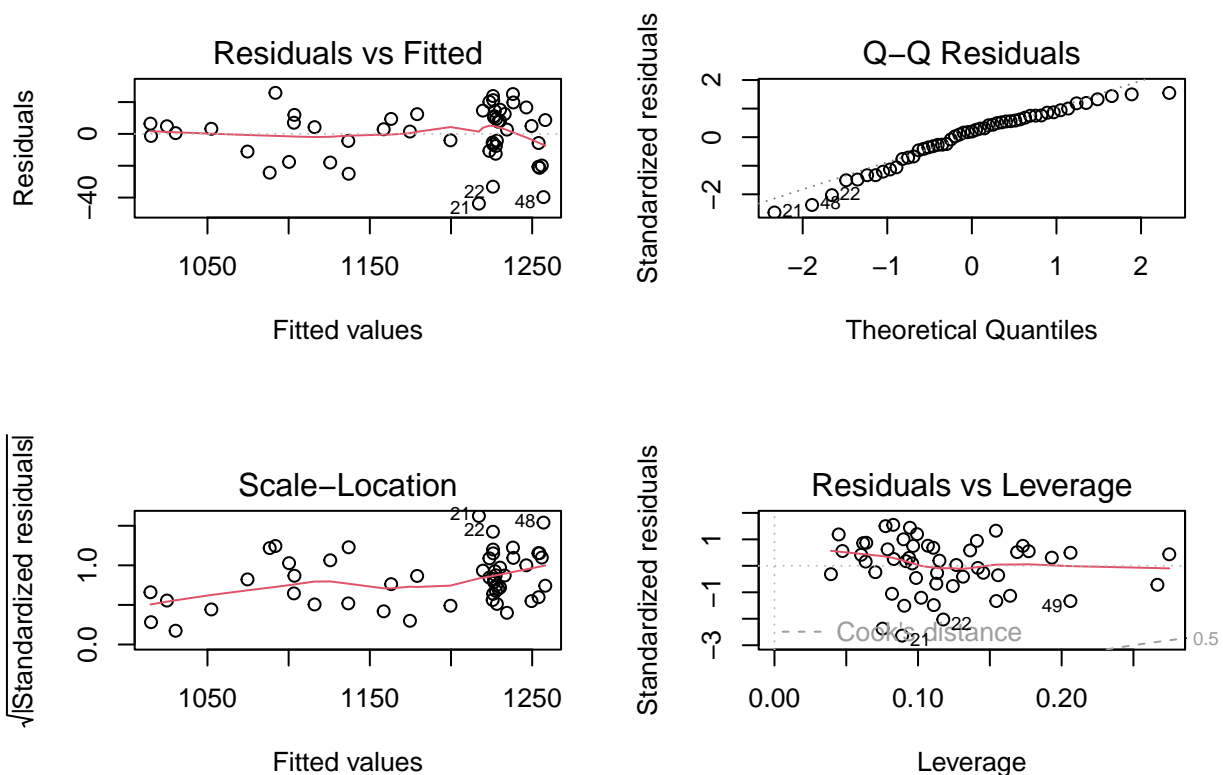 Residuals vs Fitted
Residuals
0
−40
22
21
48
1050
1150
1250
Fitted values
Q−Q Residuals
Standardized residuals
2
0
−2
21
48
22
−2
−1
0
1
2
Theoretical Quantiles
Scale−Location
√|Standardized residuals|
1.0
0.0
21
22
48
1050
1150
1250
Fitted values
Residuals vs Leverage
Standardized residuals
1
−1
−3
49
22
21
Cook's distance
0.5
0.00
0.10
0.20
Leverage